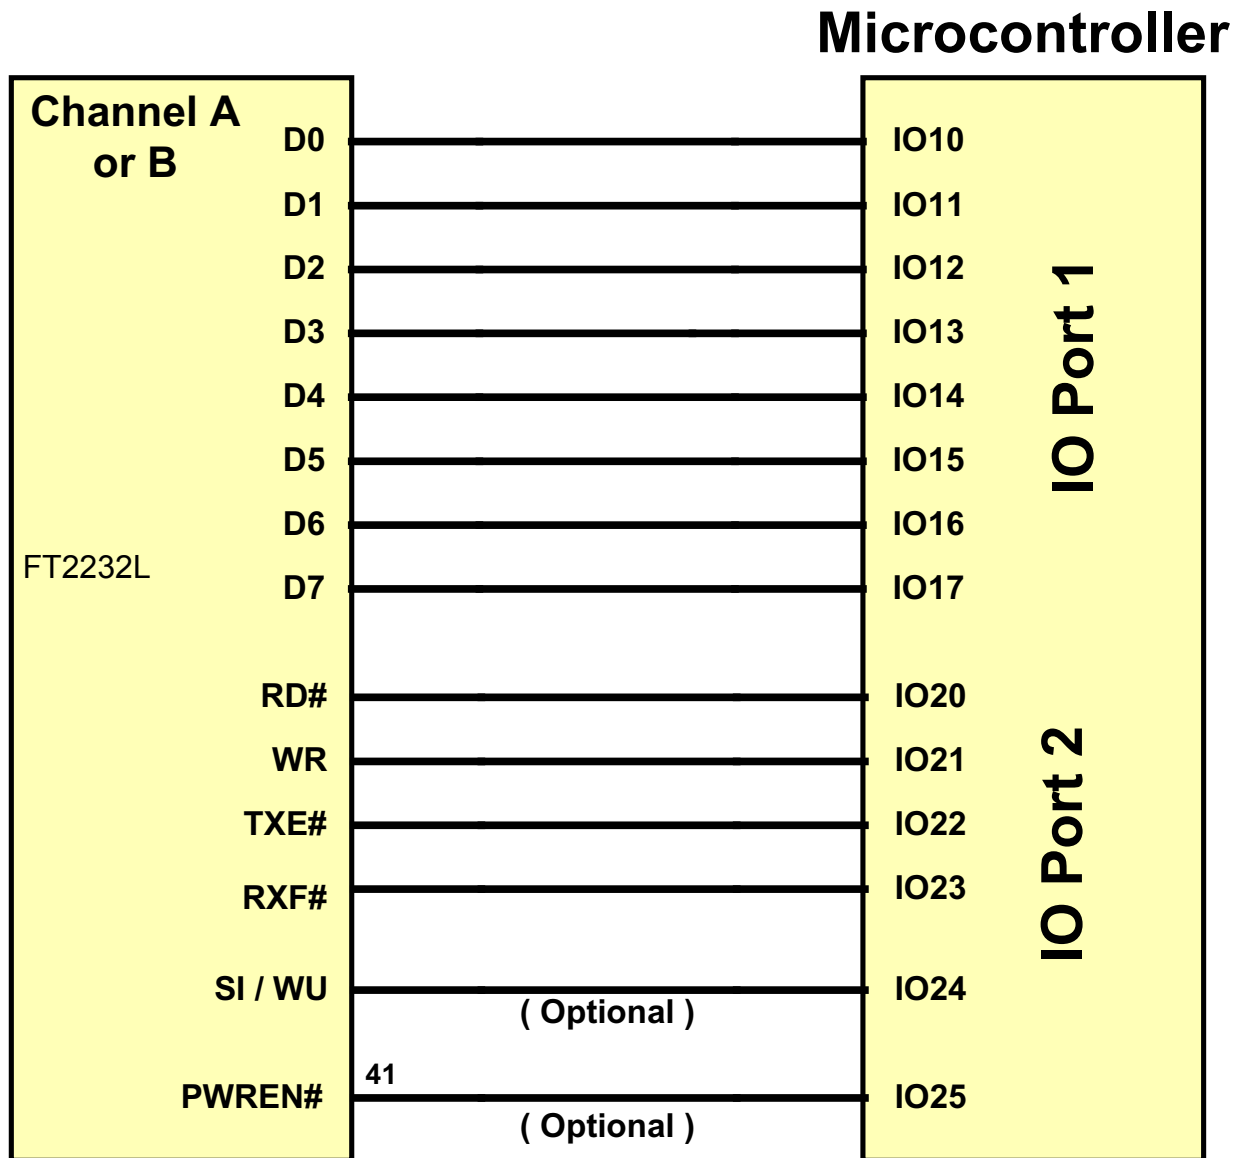 Microcontroller
Channel A
or B
D0
IO10
D1
IO11
D2
IO12
D3
IO13
D4
IO14
D5
IO15
D6
IO16
FT2232L
D7
IO17
IO Port 1
RD#
IO20
WR
IO21
TXE#
IO22
RXF#
IO23
IO Port 2
SI / WU
IO24
( Optional )
41
PWREN#
IO25
( Optional )